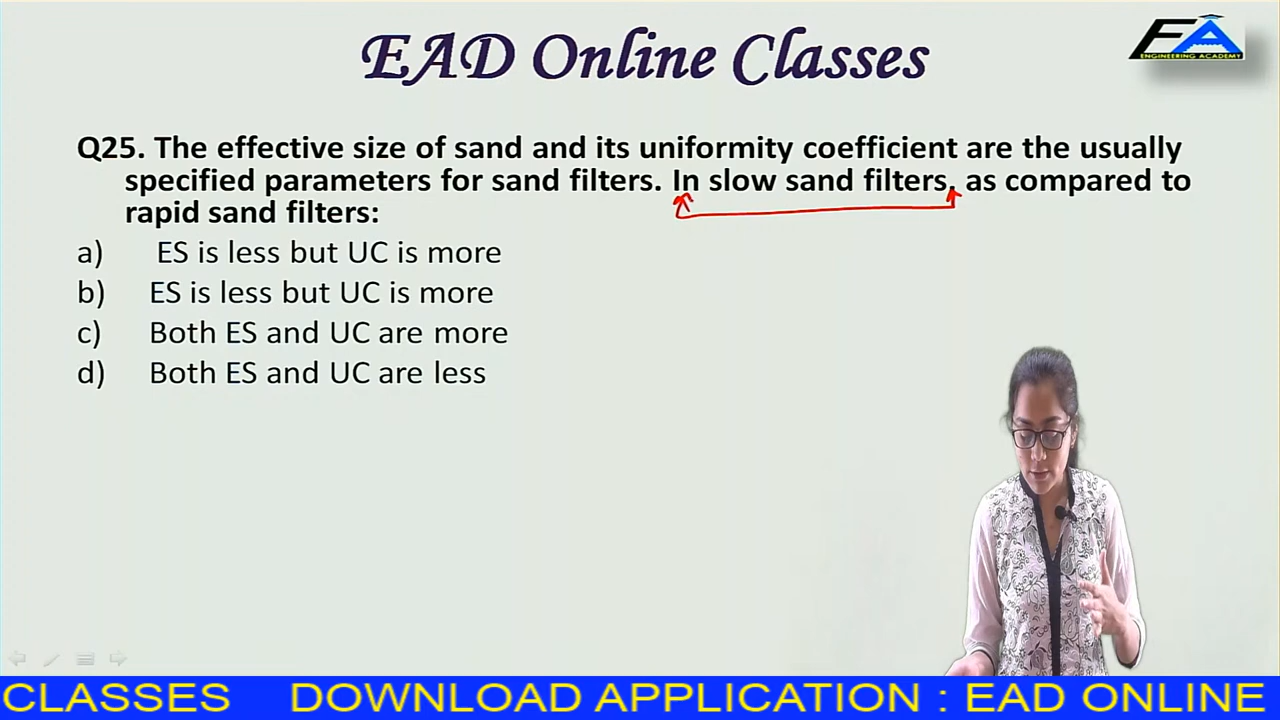 EAD Online Classes
FA
ENGINEERING ACADEMY
Q25. The effective size of sand and its uniformity coefficient are the usually
specified parameters for sand filters. In slow sand filters, as compared to
rapid sand filters:
a) ES is less but UC is more
b) ES is less but UC is more
c) Both ES and UC are more
d) Both ES and UC are less
CLASSES DOWNLOAD APPLICATION : EAD ONLINE